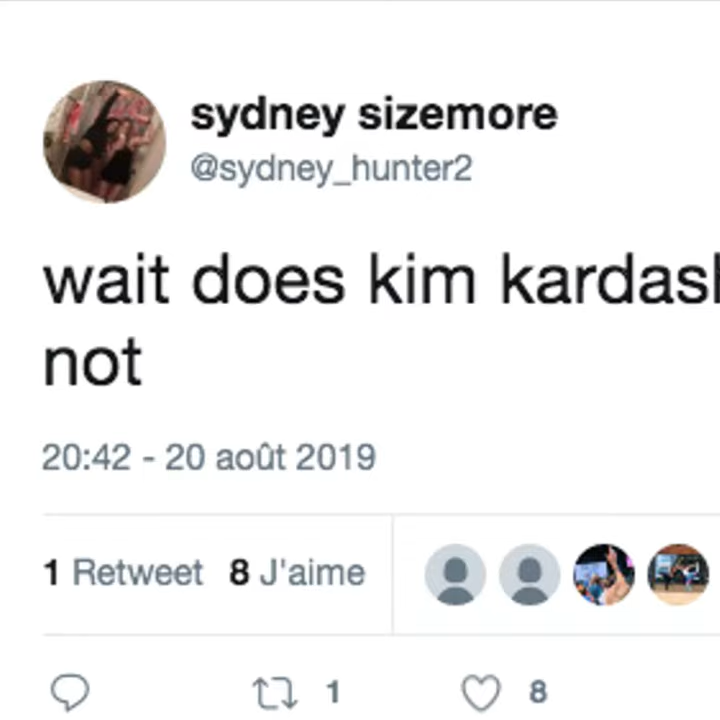 sydney sizemore
@sydney_hunter2
wait does kim kardas
not
20:42 - 20 août 2019
1 Retweet 8 J'aime
1 8